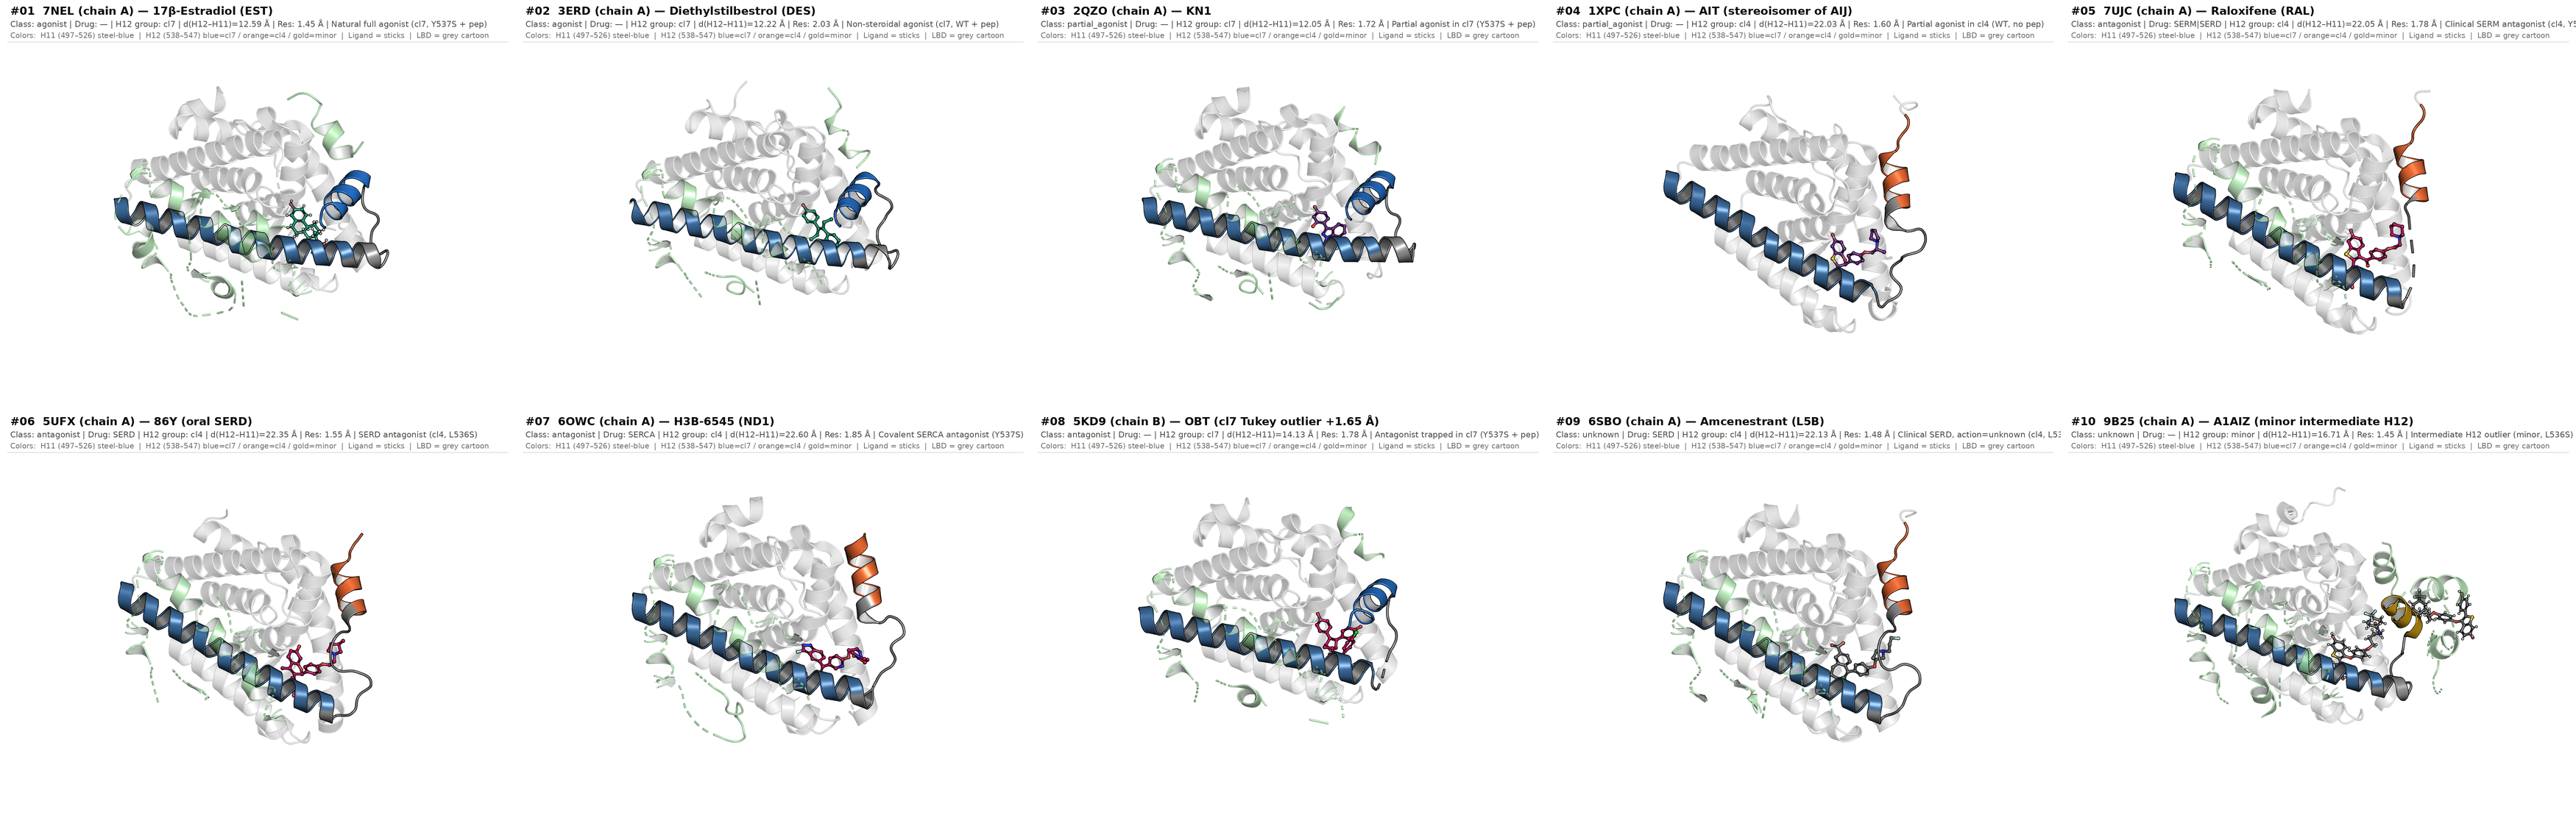 #01 7NEL (chain A) — 17β-Estradiol (EST)
Class: agonist | Drug: — | H12 group: cl7 | d(H12–H11)=12.59 Å | Res: 1.45 Å | Natural full agonist (cl7, Y537S + pep)
Colors: H11 (497–526) steel-blue | H12 (538–547) blue=cl7 / orange=cl4 / gold=minor | Ligand = sticks | LBD = grey cartoon
#02 3ERD (chain A) — Diethylstilbestrol (DES)
Class: agonist | Drug: — | H12 group: cl7 | d(H12–H11)=12.22 Å | Res: 2.03 Å | Non-steroidal agonist (cl7, WT + pep)
Colors: H11 (497–526) steel-blue | H12 (538–547) blue=cl7 / orange=cl4 / gold=minor | Ligand = sticks | LBD = grey cartoon
#03 2QZO (chain A) — KN1
Class: partial_agonist | Drug: — | H12 group: cl7 | d(H12–H11)=12.05 Å | Res: 1.72 Å | Partial agonist in cl7 (Y537S + pep)
Colors: H11 (497–526) steel-blue | H12 (538–547) blue=cl7 / orange=cl4 / gold=minor | Ligand = sticks | LBD = grey cartoon
#04 1XPC (chain A) — AIT (stereoisomer of AIJ)
Class: partial_agonist | Drug: — | H12 group: cl4 | d(H12–H11)=22.03 Å | Res: 1.60 Å | Partial agonist in cl4 (WT, no pep)
Colors: H11 (497–526) steel-blue | H12 (538–547) blue=cl7 / orange=cl4 / gold=minor | Ligand = sticks | LBD = grey cartoon
#05 7UJC (chain A) — Raloxifene (RAL)
Class: antagonist | Drug: SERM|SERD | H12 group: cl4 | d(H12–H11)=22.05 Å | Res: 1.78 Å | Clinical SERM antagonist (cl4, Y5
Colors: H11 (497–526) steel-blue | H12 (538–547) blue=cl7 / orange=cl4 / gold=minor | Ligand = sticks | LBD = grey cartoon
#06 5UFX (chain A) — 86Y (oral SERD)
Class: antagonist | Drug: SERD | H12 group: cl4 | d(H12–H11)=22.35 Å | Res: 1.55 Å | SERD antagonist (cl4, L536S)
Colors: H11 (497–526) steel-blue | H12 (538–547) blue=cl7 / orange=cl4 / gold=minor | Ligand = sticks | LBD = grey cartoon
#07 6OWC (chain A) — H3B-6545 (ND1)
Class: antagonist | Drug: SERCA | H12 group: cl4 | d(H12–H11)=22.60 Å | Res: 1.85 Å | Covalent SERCA antagonist (Y537S)
Colors: H11 (497–526) steel-blue | H12 (538–547) blue=cl7 / orange=cl4 / gold=minor | Ligand = sticks | LBD = grey cartoon
#08 5KD9 (chain B) — OBT (cl7 Tukey outlier +1.65 Å)
Class: antagonist | Drug: — | H12 group: cl7 | d(H12–H11)=14.13 Å | Res: 1.78 Å | Antagonist trapped in cl7 (Y537S + pep)
Colors: H11 (497–526) steel-blue | H12 (538–547) blue=cl7 / orange=cl4 / gold=minor | Ligand = sticks | LBD = grey cartoon
#09 6SBO (chain A) — Amcenestrant (L5B)
Class: unknown | Drug: SERD | H12 group: cl4 | d(H12–H11)=22.13 Å | Res: 1.48 Å | Clinical SERD, action=unknown (cl4, L53
Colors: H11 (497–526) steel-blue | H12 (538–547) blue=cl7 / orange=cl4 / gold=minor | Ligand = sticks | LBD = grey cartoon
#10 9B25 (chain A) — A1AIZ (minor intermediate H12)
Class: unknown | Drug: — | H12 group: minor | d(H12–H11)=16.71 Å | Res: 1.45 Å | Intermediate H12 outlier (minor, L536S)
Colors: H11 (497–526) steel-blue | H12 (538–547) blue=cl7 / orange=cl4 / gold=minor | Ligand = sticks | LBD = grey cartoon